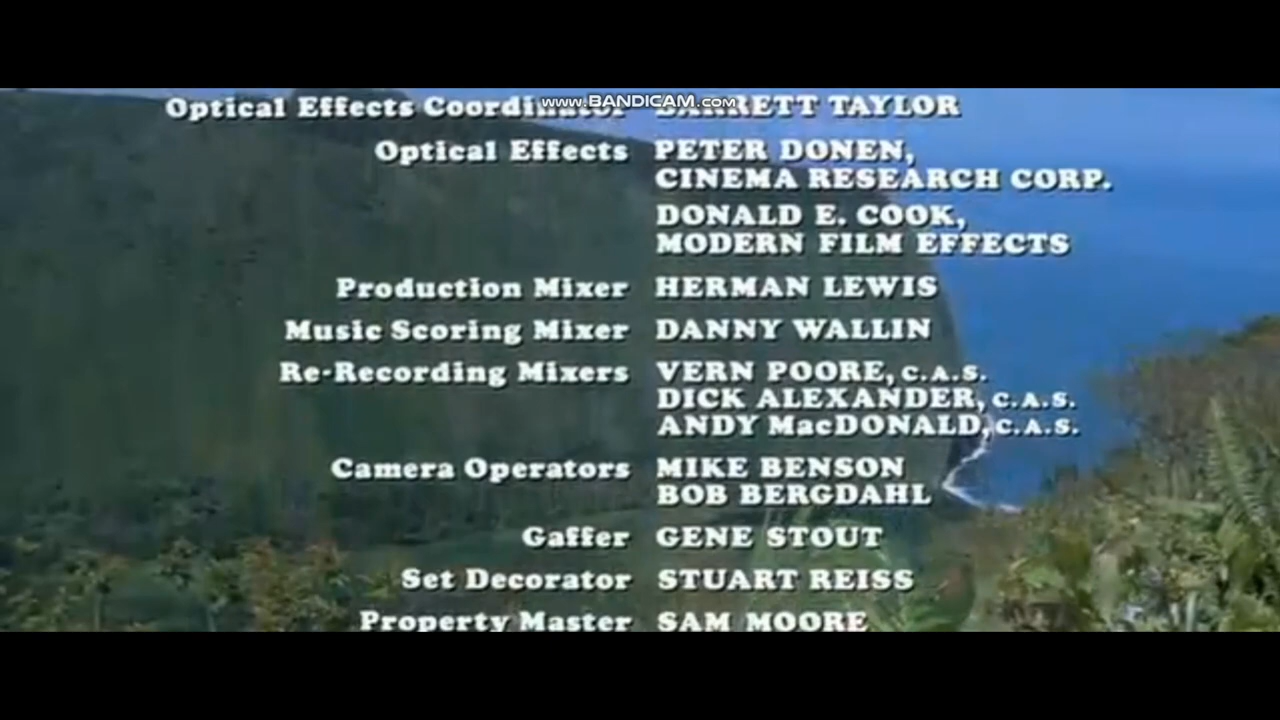 www.BANDICAM.com
Optical Effects Coordinator BARRETT TAYLOR
Optical Effects PETER DONEN,
CINEMA RESEARCH CORP.
DONALD E. COOK,
MODERN FILM EFFECTS
Production Mixer HERMAN LEWIS
Music Scoring Mixer DANNY WALLIN
Re-Recording Mixers VERN POORE, C.A.S.
DICK ALEXANDER, C.A.S.
ANDY MacDONALD, C.A.S.
Camera Operators MIKE BENSON
BOB BERGDAHL
Gaffer GENE STOUT
Set Decorator STUART REISS
Property Master SAM MOORE